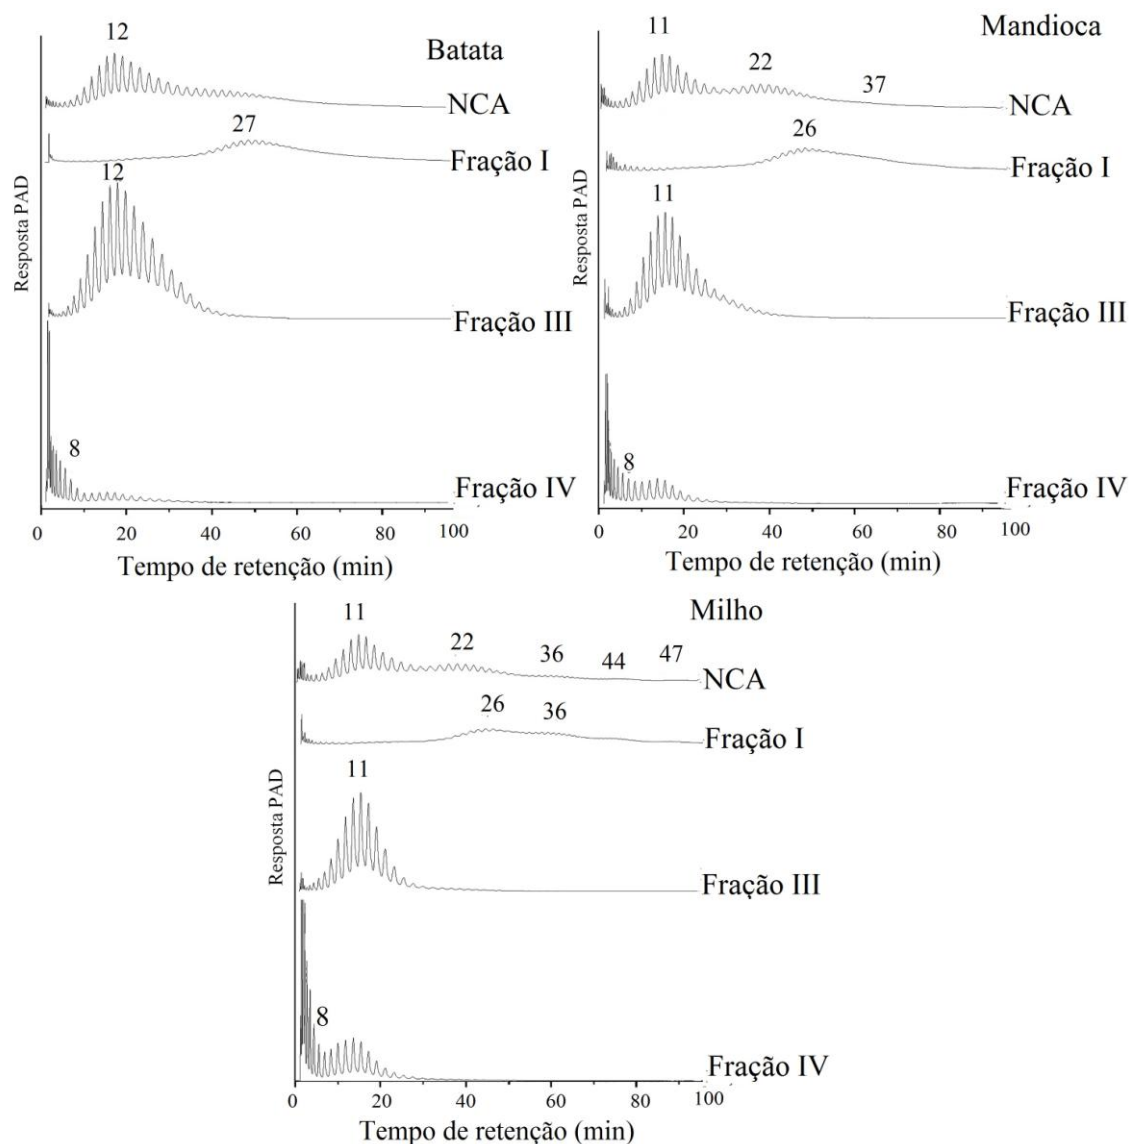 Batata
12
NCA
27
Fração I
12
Fração III
8
Fração IV
Resposta PAD
0 20 40 60 80 100
Tempo de retenção (min)
Mandioca
11
22
37
NCA
26
Fração I
11
Fração III
8
Fração IV
Resposta PAD
0 20 40 60 80 100
Tempo de retenção (min)
Milho
11
22
36
44
47
NCA
26
36
Fração I
11
Fração III
8
Fração IV
Resposta PAD
0 20 40 60 80 100
Tempo de retenção (min)